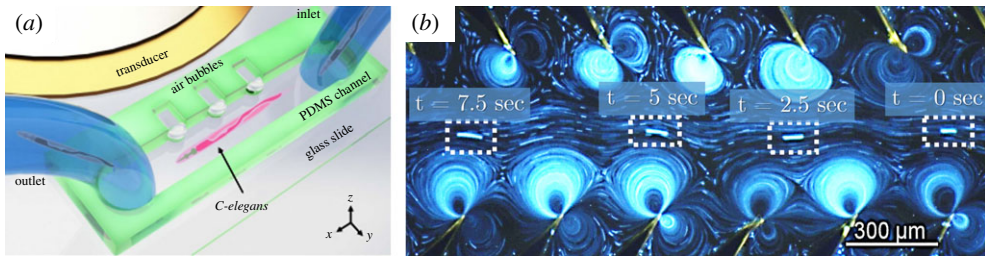 (a)
inlet
transducer
air bubbles
PDMS channel
glass slide
outlet
C-elegans
z
x
y
(b)
t = 7.5 sec
t = 5 sec
t = 2.5 sec
t = 0 sec
300 μm